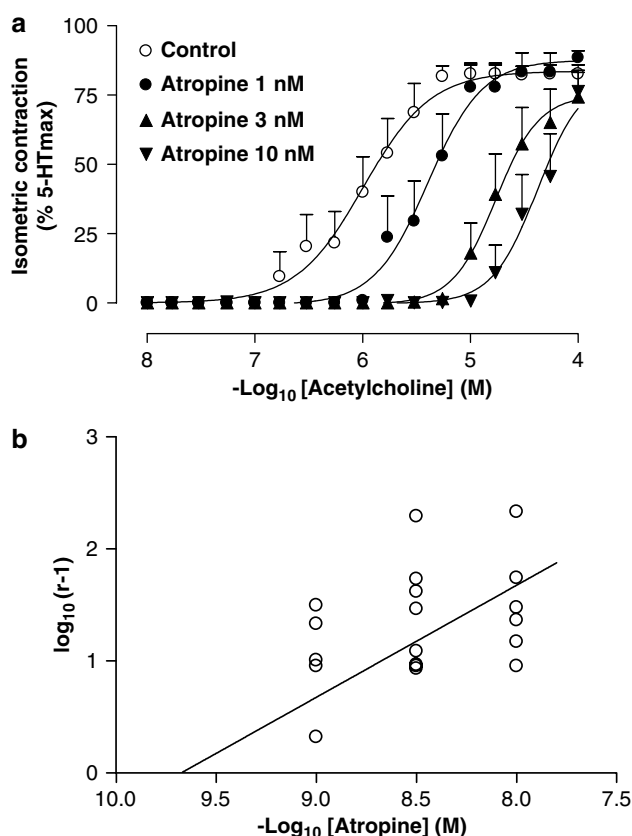 a
100
75
50
25
0
Isometric contraction
(% 5-HTmax)
Control
Atropine 1 nM
Atropine 3 nM
Atropine 10 nM
8 7 6 5 4
-Log10 [Acetylcholine] (M)
b
3
2
1
0
log10 (r-1)
10.0 9.5 9.0 8.5 8.0 7.5
-Log10 [Atropine] (M)